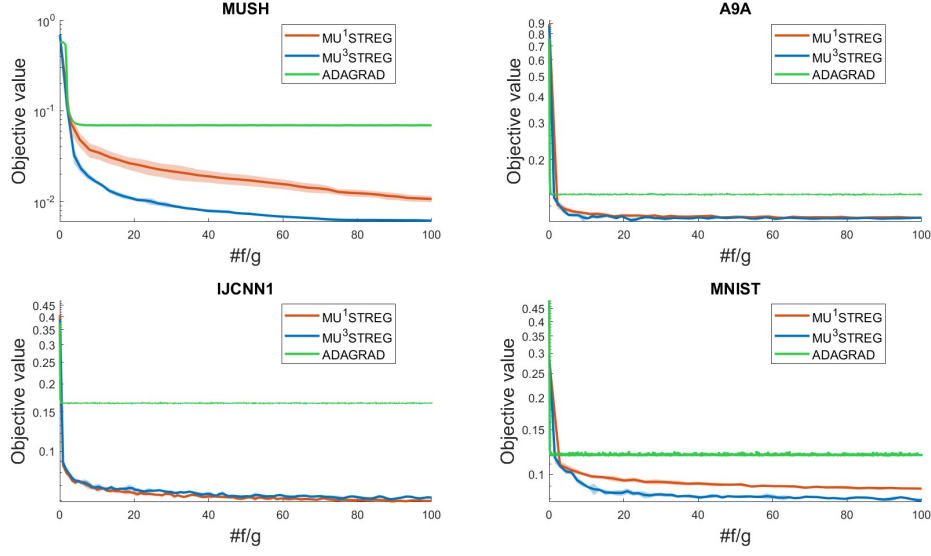 MUSH
10^0
10^-1
10^-2
Objective value
0 20 40 60 80 100
#f/g
MU^1STREG
MU^3STREG
ADAGRAD
A9A
0.9
0.8
0.7
0.6
0.5
0.4
0.3
0.2
Objective value
0 20 40 60 80 100
#f/g
MU^1STREG
MU^3STREG
ADAGRAD
IJCNN1
0.45
0.4
0.35
0.3
0.25
0.2
0.15
0.1
Objective value
0 20 40 60 80 100
#f/g
MU^1STREG
MU^3STREG
ADAGRAD
MNIST
0.45
0.4
0.35
0.3
0.25
0.2
0.15
0.1
Objective value
0 20 40 60 80 100
#f/g
MU^1STREG
MU^3STREG
ADAGRAD